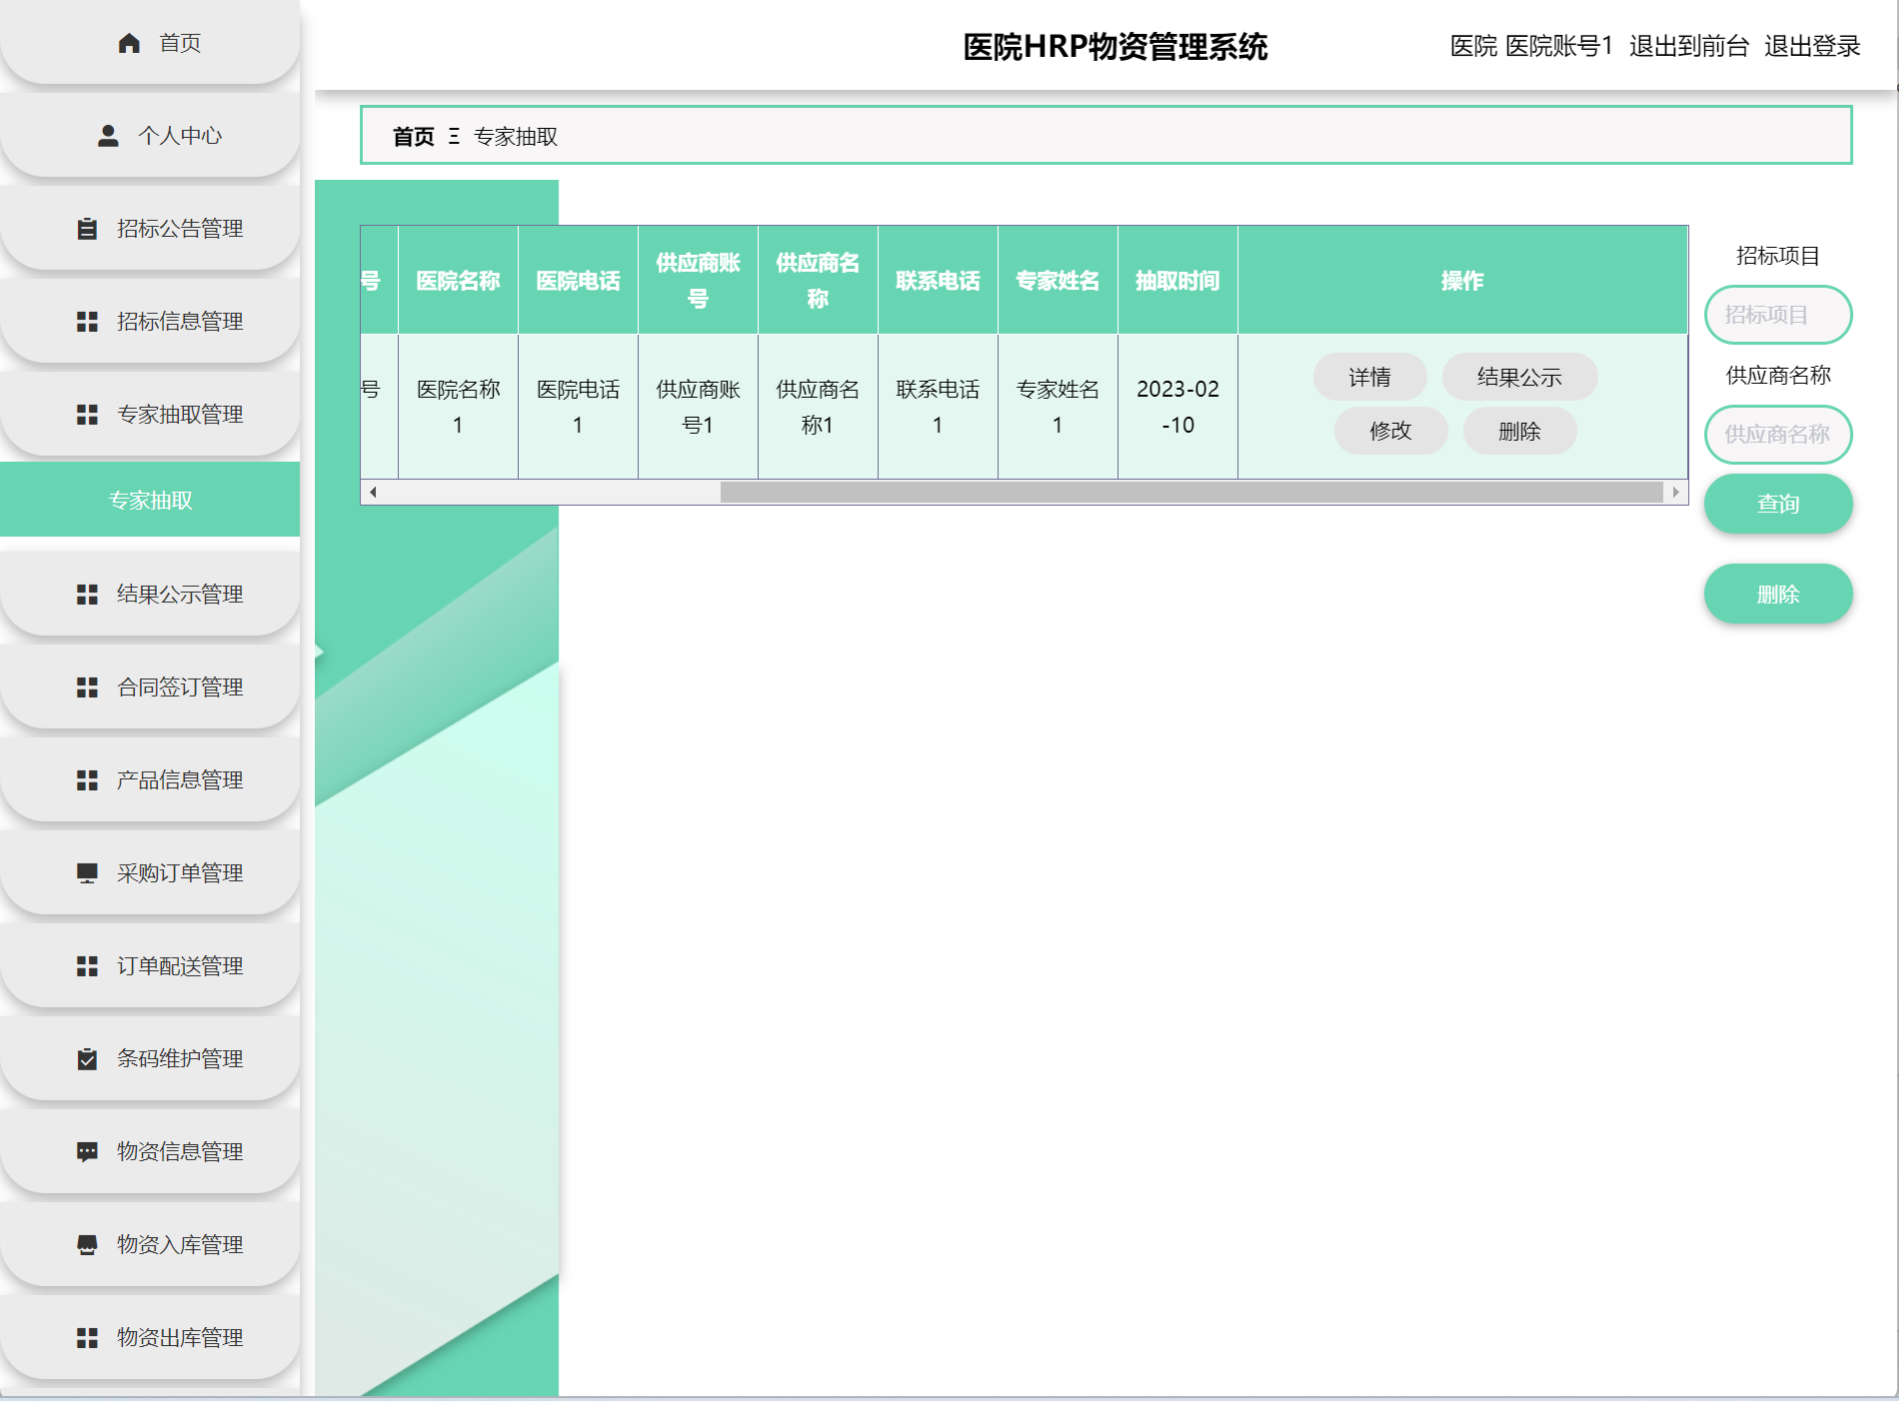 首页
个人中心
招标公告管理
招标信息管理
专家抽取管理
专家抽取
结果公示管理
合同签订管理
产品信息管理
采购订单管理
订单配送管理
条码维护管理
物资信息管理
物资入库管理
物资出库管理
医院HRP物资管理系统
医院 医院账号1 退出到前台 退出登录
首页 Ξ 专家抽取
号 医院名称 医院电话 供应商账号 供应商名称 联系电话 专家姓名 抽取时间 操作
号 医院名称1 医院电话1 供应商账号1 供应商名称1 联系电话1 专家姓名1 2023-02-10 详情 结果公示
修改 删除
招标项目
招标项目
供应商名称
供应商名称
查询
删除